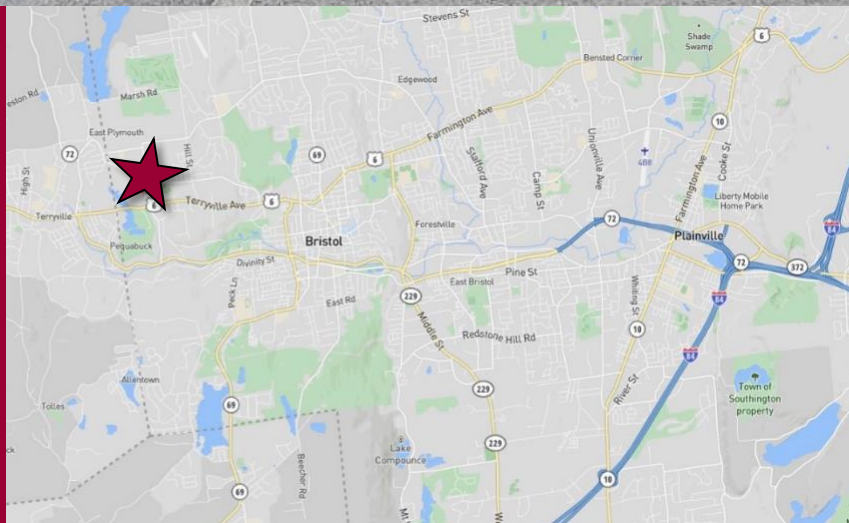 Stevens St
6
Shade
Swamp
Bensted Corner
Edgewood
Marsh Rd
eston Rd
Farmington Ave
10
East Plymouth
Hill St
69
6
72
High St
Stafford Ave
Unionville Ave
4B8
Cooke St
Camp St
Farmington Ave
Liberty Mobile
Home Park
Terryville Ave
6
6
Terryville
Forestville
72
84
Pequabuck
Bristol
Plainville
Divinity St
Pine St
72
372
Peck Ln
East Rd
229
East Bristol
Whiting St
84
Middle St
Redstone Hill Rd
10
84
Allentown
Tolles
229
River St
Town of
Southington
property
69
229
Lake
Compounce
ck
Beecher Rd
10
69
Mt
W